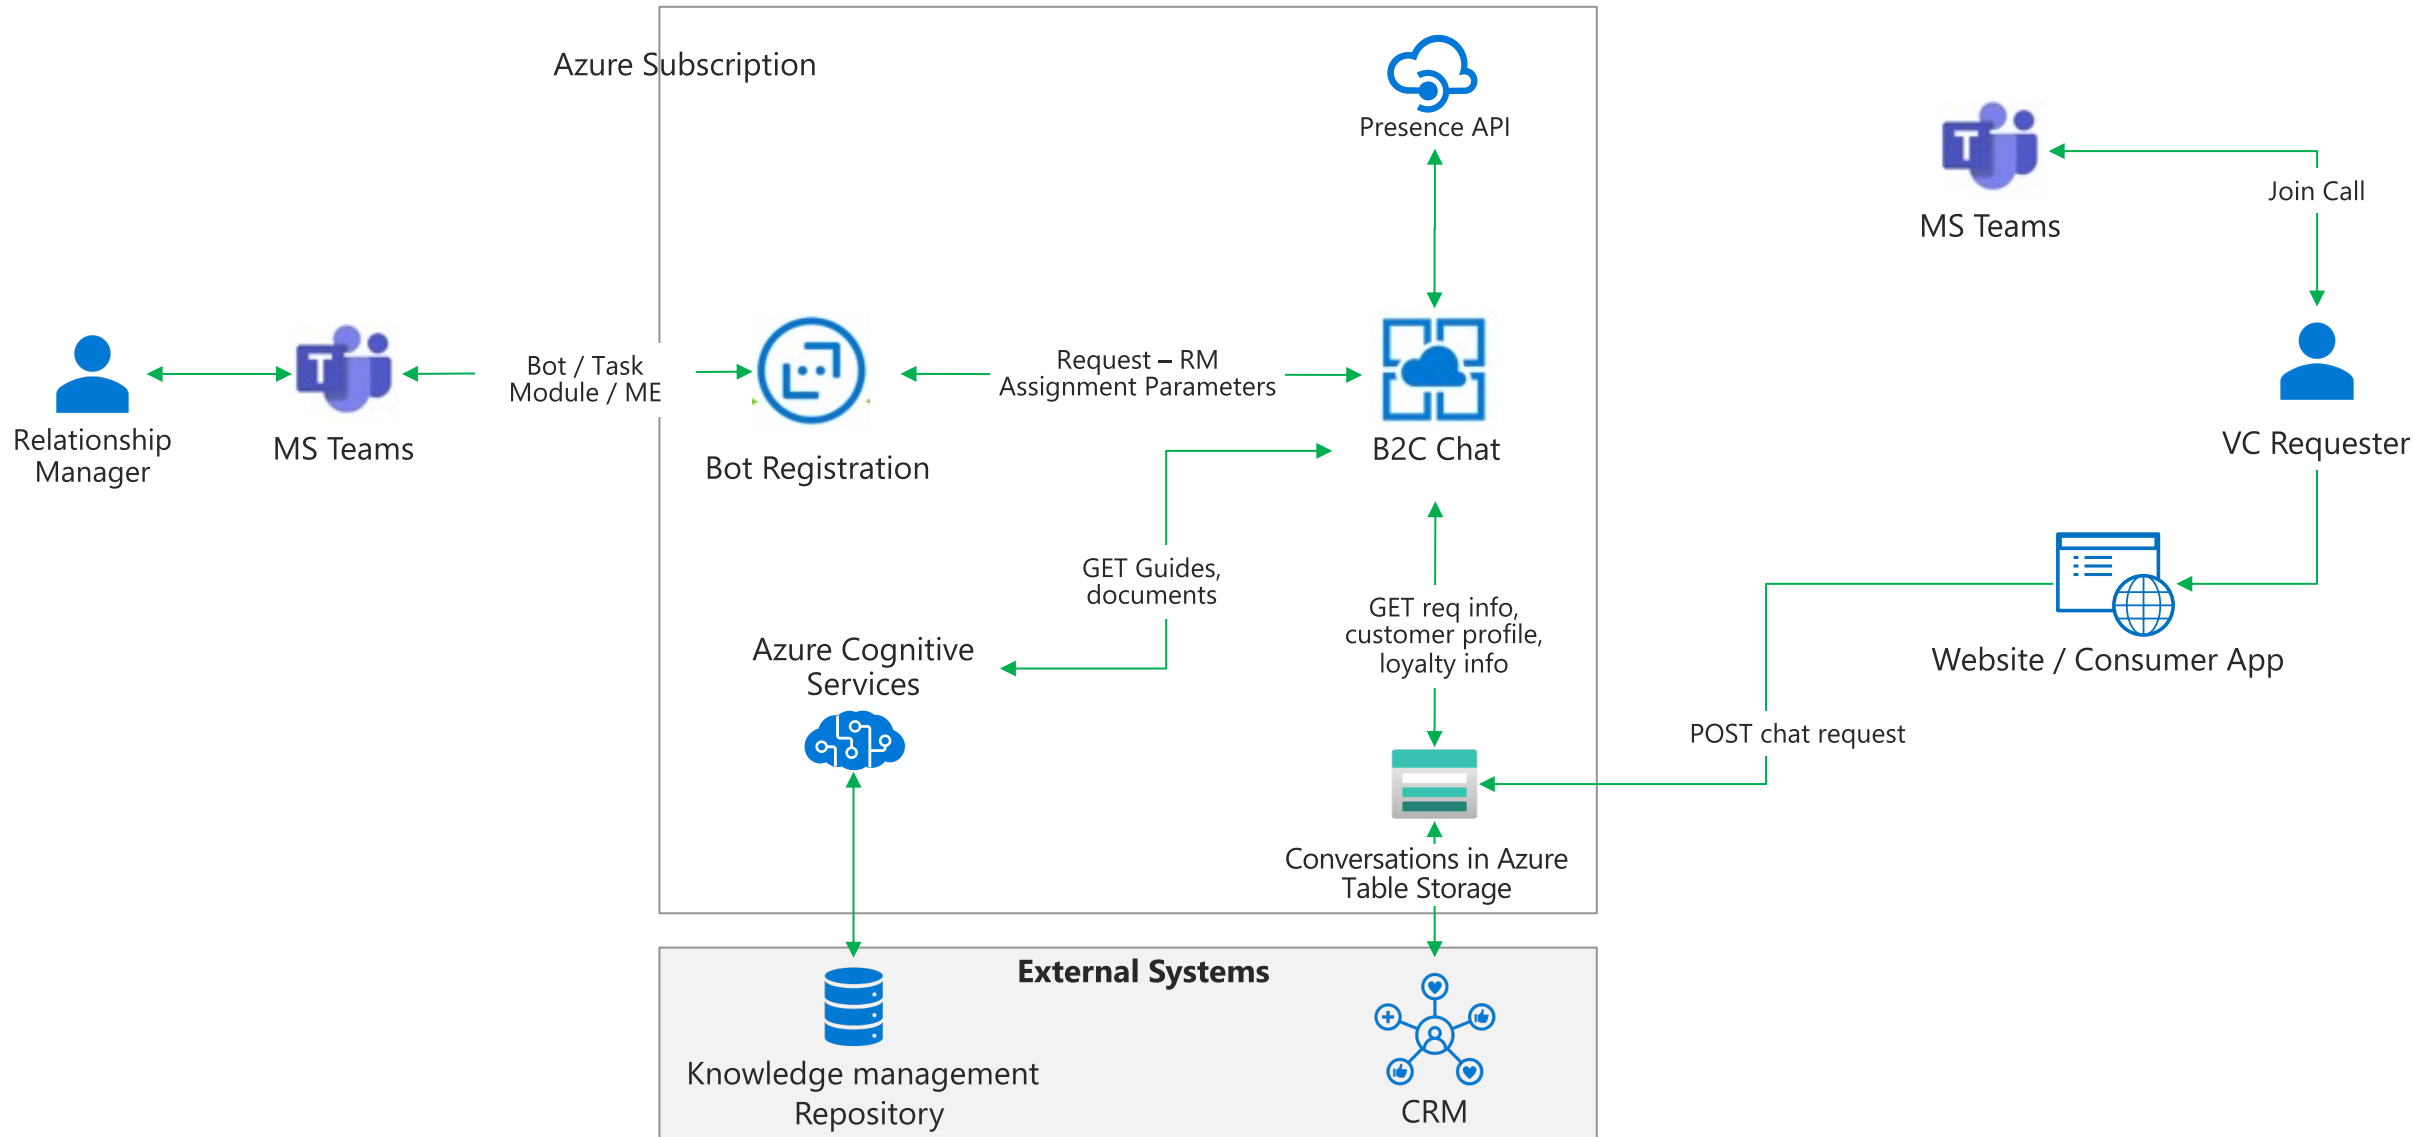 Azure Subscription
Presence API
MS Teams
Join Call
Relationship
Manager
MS Teams
Bot / Task
Module / ME
Bot Registration
Request – RM
Assignment Parameters
B2C Chat
VC Requester
GET Guides,
documents
GET req info,
customer profile,
loyalty info
Website / Consumer App
Azure Cognitive
Services
POST chat request
Conversations in Azure
Table Storage
External Systems
Knowledge management
Repository
CRM